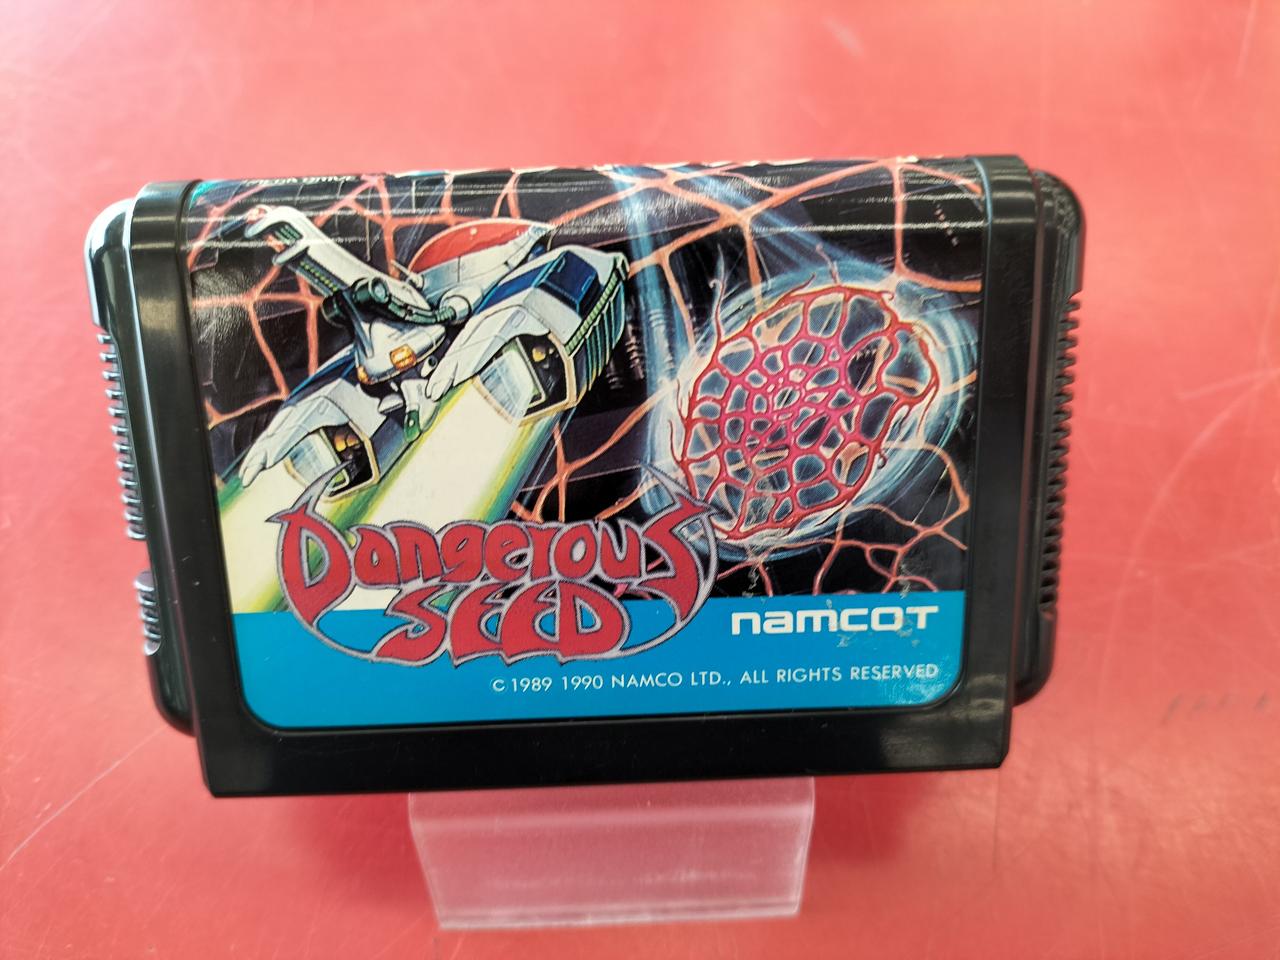 Dangerous
SEED
namcoT
© 1989 1990 NAMCO LTD., ALL RIGHTS RESERVED